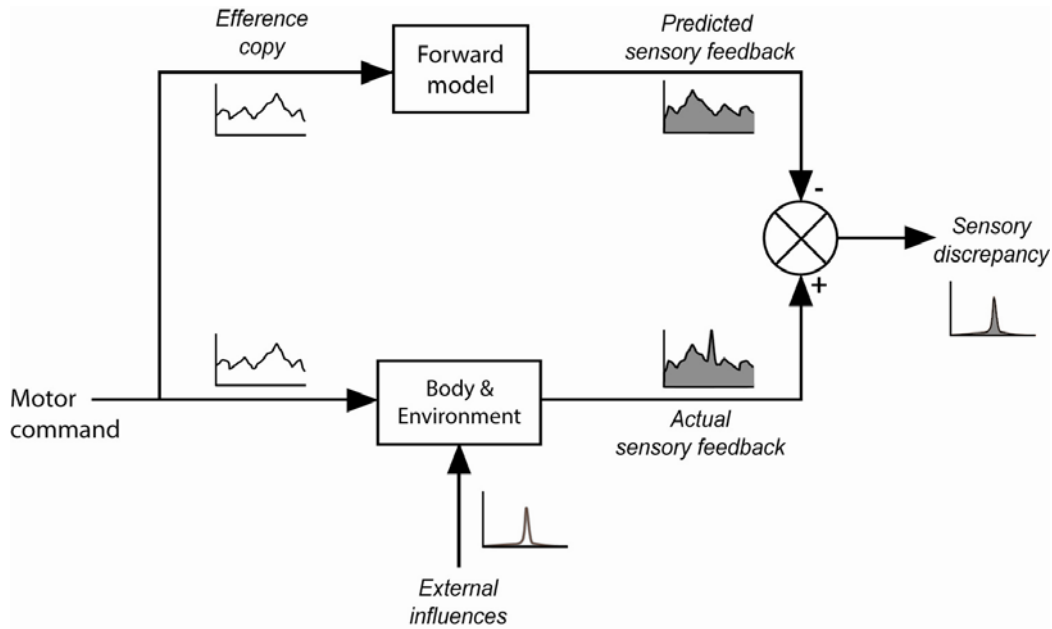 Efference
copy
Forward
model
Predicted
sensory feedback
-
Sensory
discrepancy
+
Motor
command
Body &
Environment
Actual
sensory feedback
External
influences